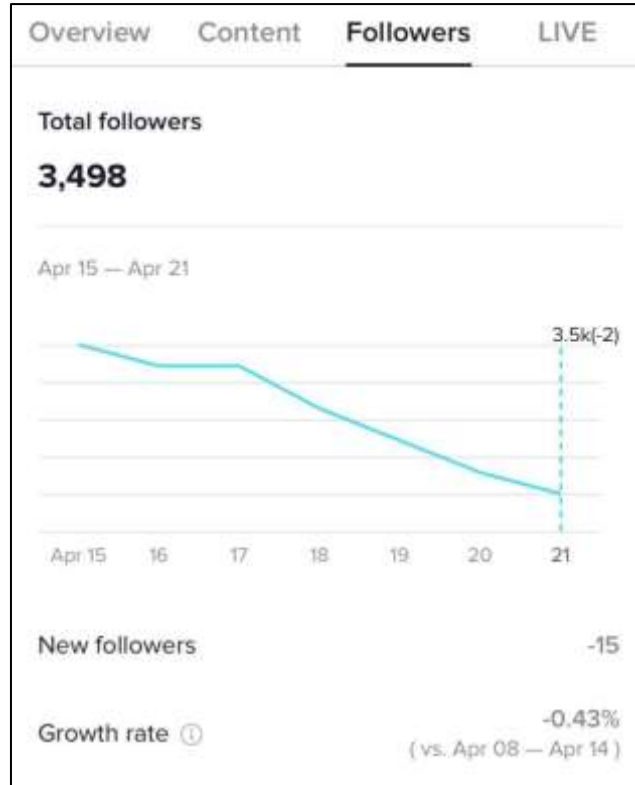 Overview Content Followers LIVE
Total followers
3,498
Apr 15 — Apr 21
3.5k(-2)
Apr 15 16 17 18 19 20 21
New followers -15
Growth rate -0.43%
( vs. Apr 08 — Apr 14 )